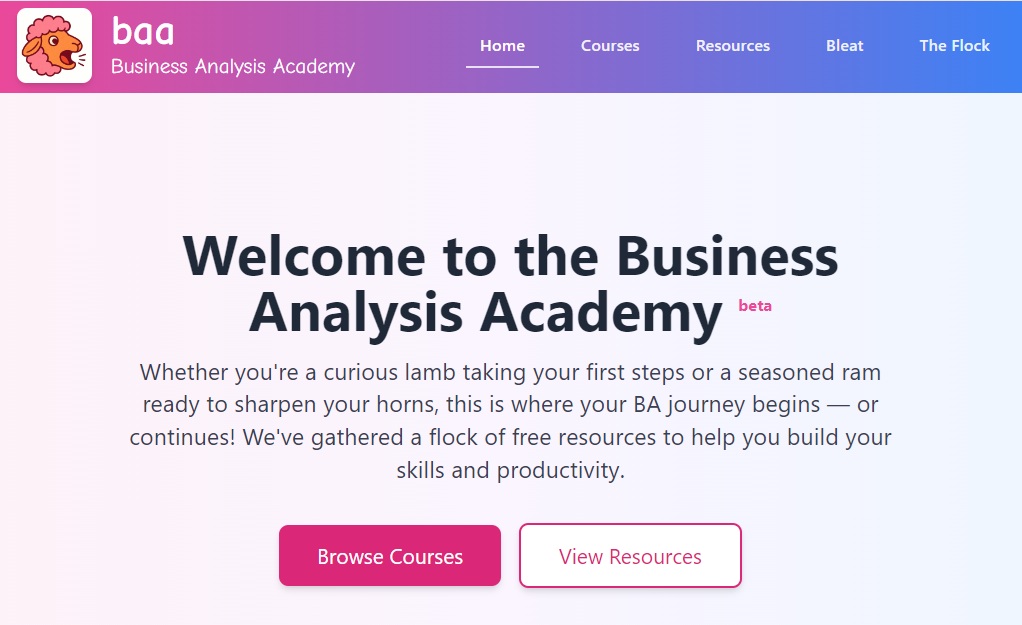 baa
Business Analysis Academy
Home
Courses
Resources
Bleat
The Flock
Welcome to the Business
Analysis Academy beta
Whether you're a curious lamb taking your first steps or a seasoned ram
ready to sharpen your horns, this is where your BA journey begins — or
continues! We've gathered a flock of free resources to help you build your
skills and productivity.
Browse Courses
View Resources